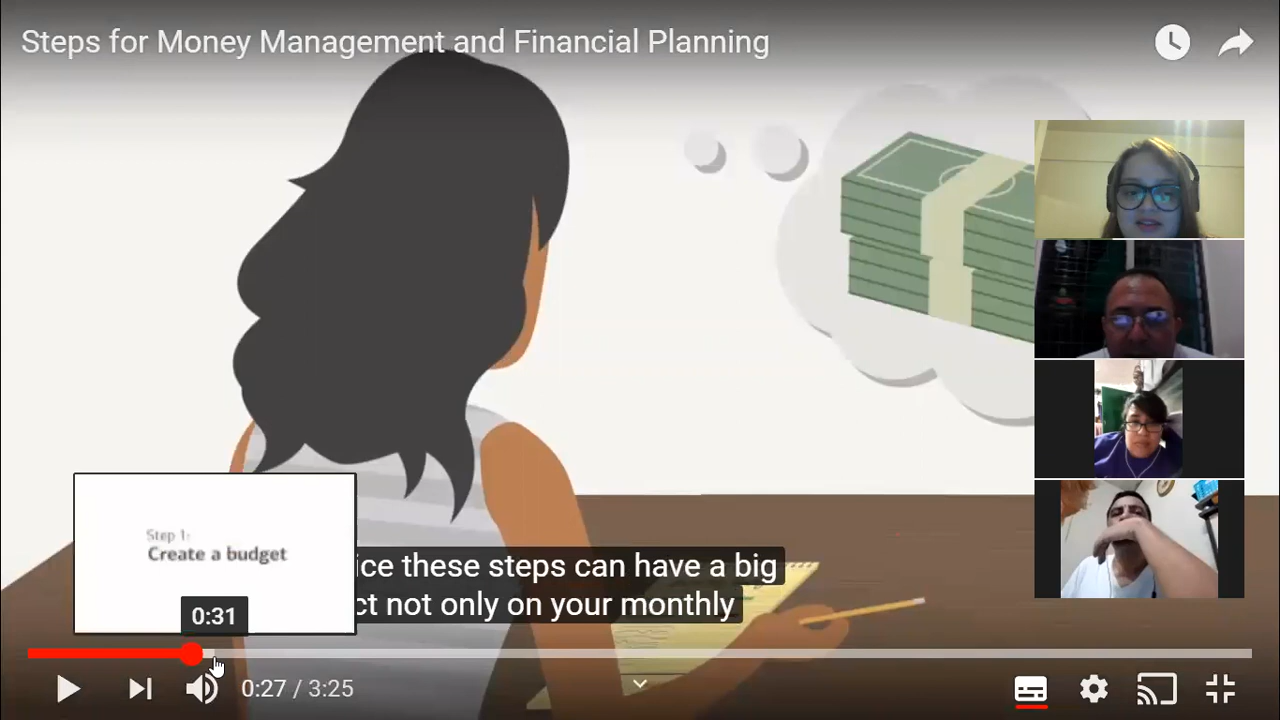 Steps for Money Management and Financial Planning
Step 1:
Create a budget
ice these steps can have a big
ct not only on your monthly
0:31
0:27 / 3:25